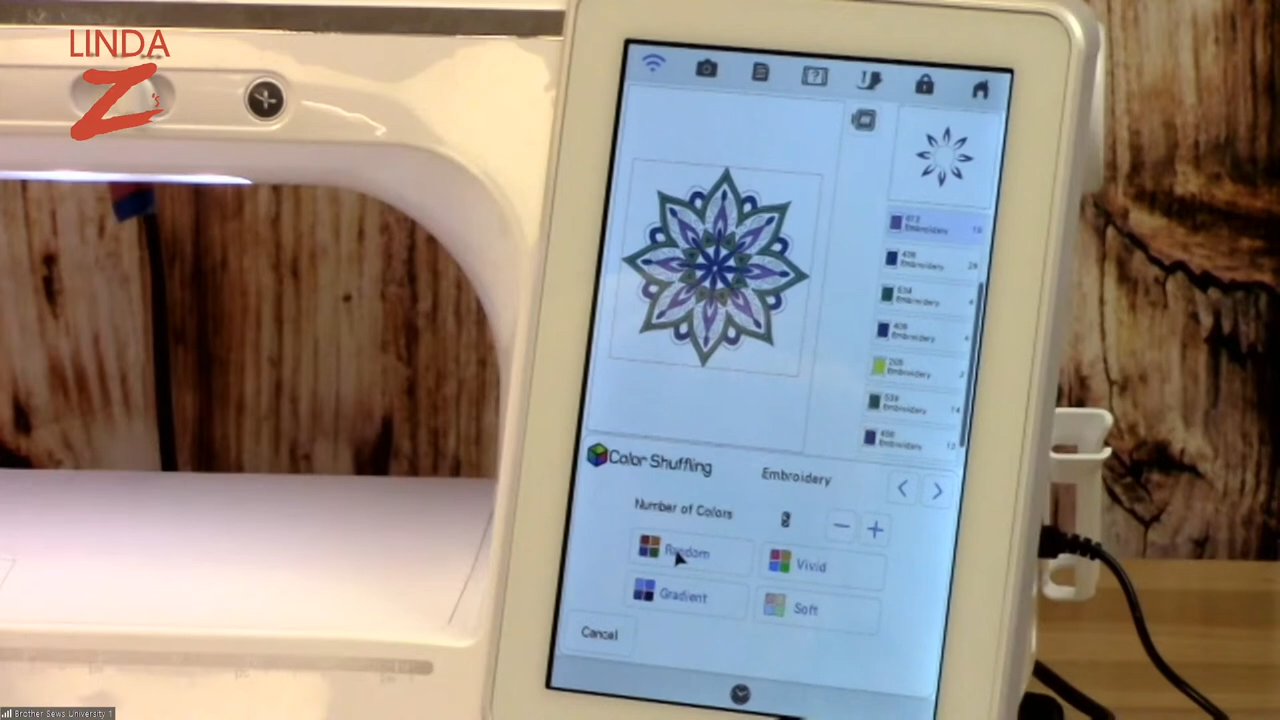 LINDA
Z's
Embroidery
Embroidery
Embroidery
Embroidery
Embroidery
Embroidery
Embroidery
Color Shuffling
Embroidery
Number of Colors
Random
Vivid
Gradient
Soft
Cancel
Brother Sews University 1